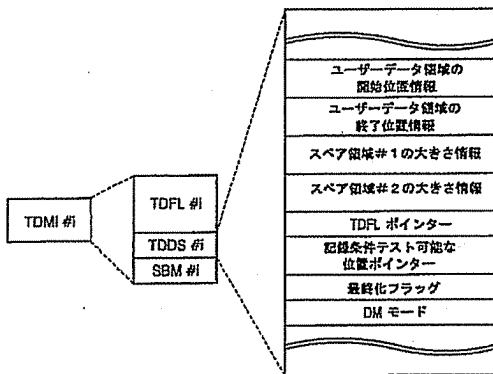 TDMI #i
TDFL #i
TDDS #i
SBM #i
ユーザーデータ領域の
開始位置情報
ユーザーデータ領域の
終了位置情報
スペア領域#1の大きさ情報
スペア領域#2の大きさ情報
TDFL ポインター
記録条件テスト可能な
位置ポインター
最終化フラッグ
DM モード